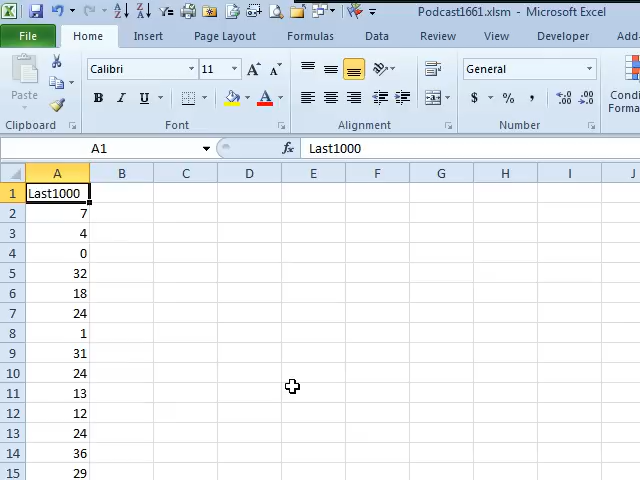 Podcast1661.xlsm - Microsoft Excel
File Home Insert Page Layout Formulas Data Review View Developer Add-
Calibri 11 General
Paste
B I U A $ % , .00 .0
Condi
Forma
Clipboard Font Alignment Number
A1 fx Last1000
A B C D E F G H I J
1 Last1000
2 7
3 4
4 0
5 32
6 18
7 24
8 1
9 31
10 24
11 13
12 12
13 24
14 36
15 29